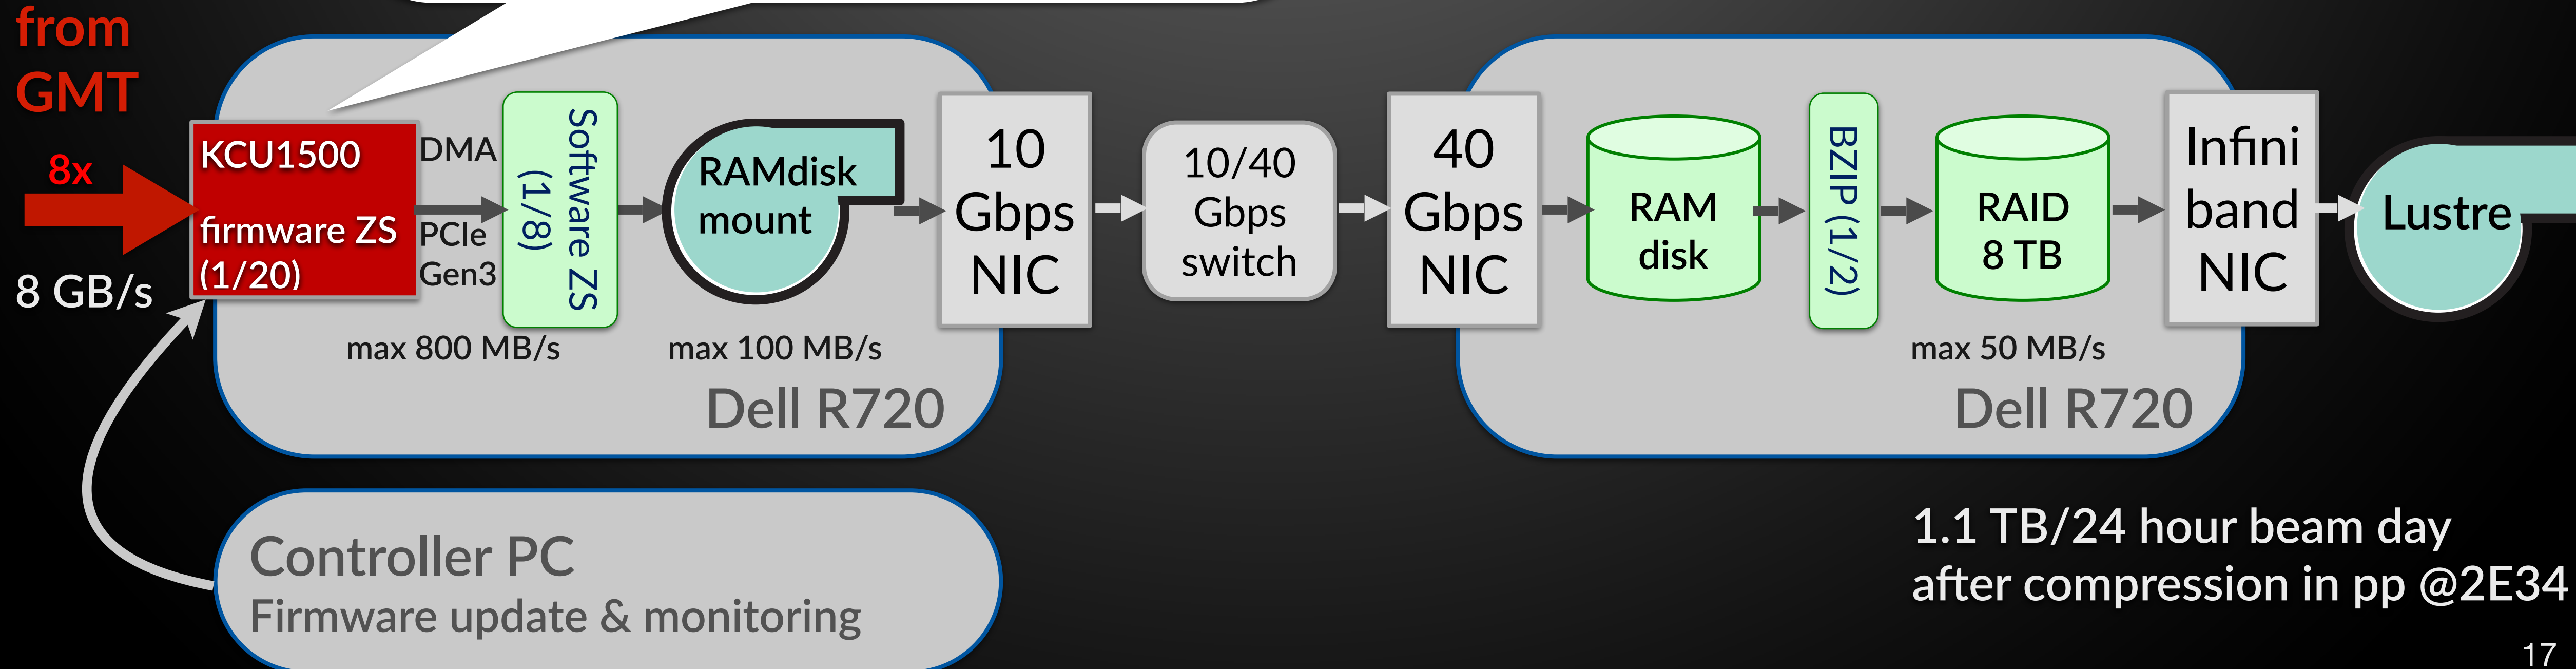 from
GMT
8x
8 GB/s
KCU1500
firmware ZS
(1/20)
DMA
PCIe
Gen3
Software ZS
(1/8)
max 800 MB/s
RAMdisk
mount
max 100 MB/s
Dell R720
10
Gbps
NIC
10/40
Gbps
switch
40
Gbps
NIC
RAM
disk
BZIP (1/2)
RAID
8 TB
max 50 MB/s
Dell R720
Infini
band
NIC
Lustre
Controller PC
Firmware update & monitoring
1.1 TB/24 hour beam day
after compression in pp @2E34
17